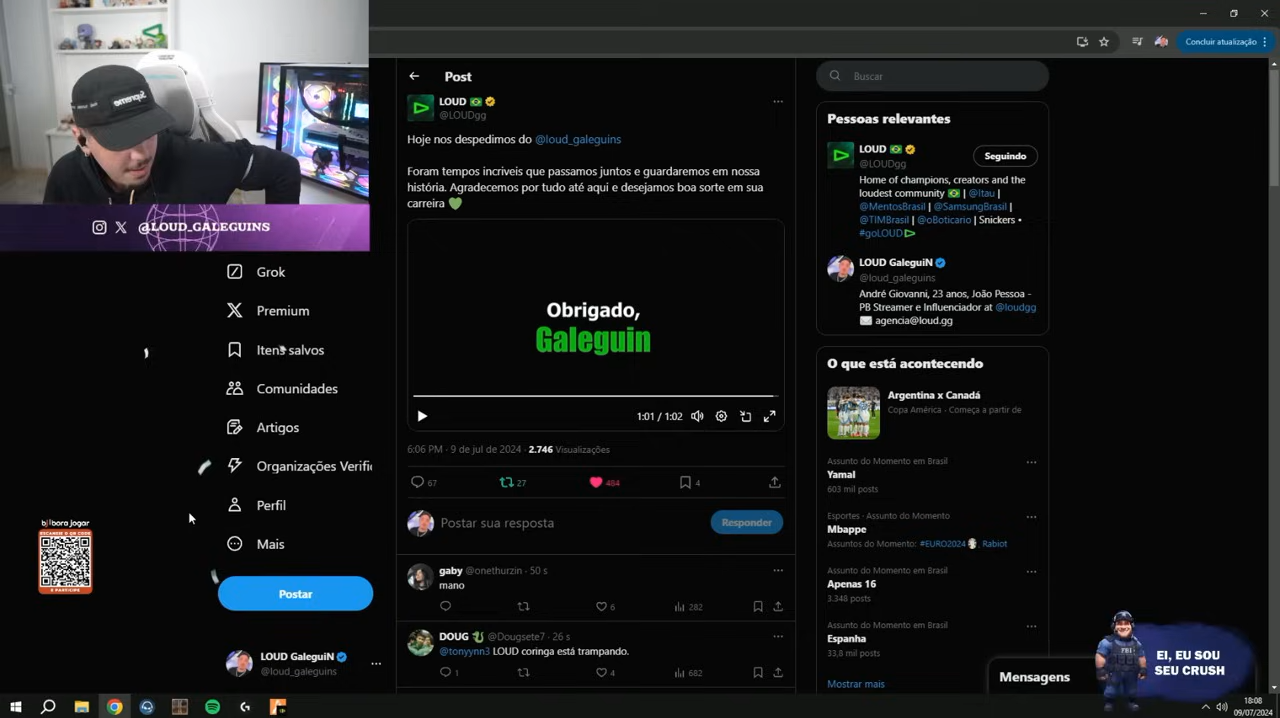 Supreme
@LOUD_GALEGUINS
Grok
Premium
Itens salvos
Comunidades
Artigos
Organizações Verific
Perfil
Mais
Postar
LOUD GaleguiN
@loud_galeguins
bora jogar
ESCANEIE O QR CODE
E PARTICIPE
Post
LOUD
@LOUDgg
Hoje nos despedimos do @loud_galeguins
Foram tempos incriveis que passamos juntos e guardaremos em nossa
história. Agradecemos por tudo até aqui e desejamos boa sorte em sua
carreira 💚
Obrigado,
Galeguin
1:01 / 1:02
6:06 PM · 9 de jul de 2024 · 2.746 Visualizações
67 27 484 4
Postar sua resposta
Responder
gaby @onethurzin · 50 s
mano
6 282
DOUG @Dougsete7 · 26 s
@tonyynn3 LOUD coringa está trampando.
1 4 682
Concluir atualização
Buscar
Pessoas relevantes
LOUD
@LOUDgg
Seguindo
Home of champions, creators and the
loudest community 🇧🇷 | @Itau |
@MentosBrasil | @SamsungBrasil |
@TIMBrasil | @oBoticario | Snickers •
#goLOUD
LOUD GaleguiN
@loud_galeguins
André Giovanni, 23 anos, João Pessoa -
PB Streamer e Influenciador at @loudgg
✉️ agencia@loud.gg
O que está acontecendo
Argentina x Canadá
Copa América · Começa a partir de
Assunto do Momento em Brasil
Yamal
603 mil posts
Esportes · Assunto do Momento
Mbappe
Assuntos do Momento: #EURO2024 Rabiot
Assunto do Momento em Brasil
Apenas 16
3.348 posts
Assunto do Momento em Brasil
Espanha
33,8 mil posts
Mostrar mais
Mensagens
FBI
EI, EU SOU
SEU CRUSH
18:08
09/07/2024